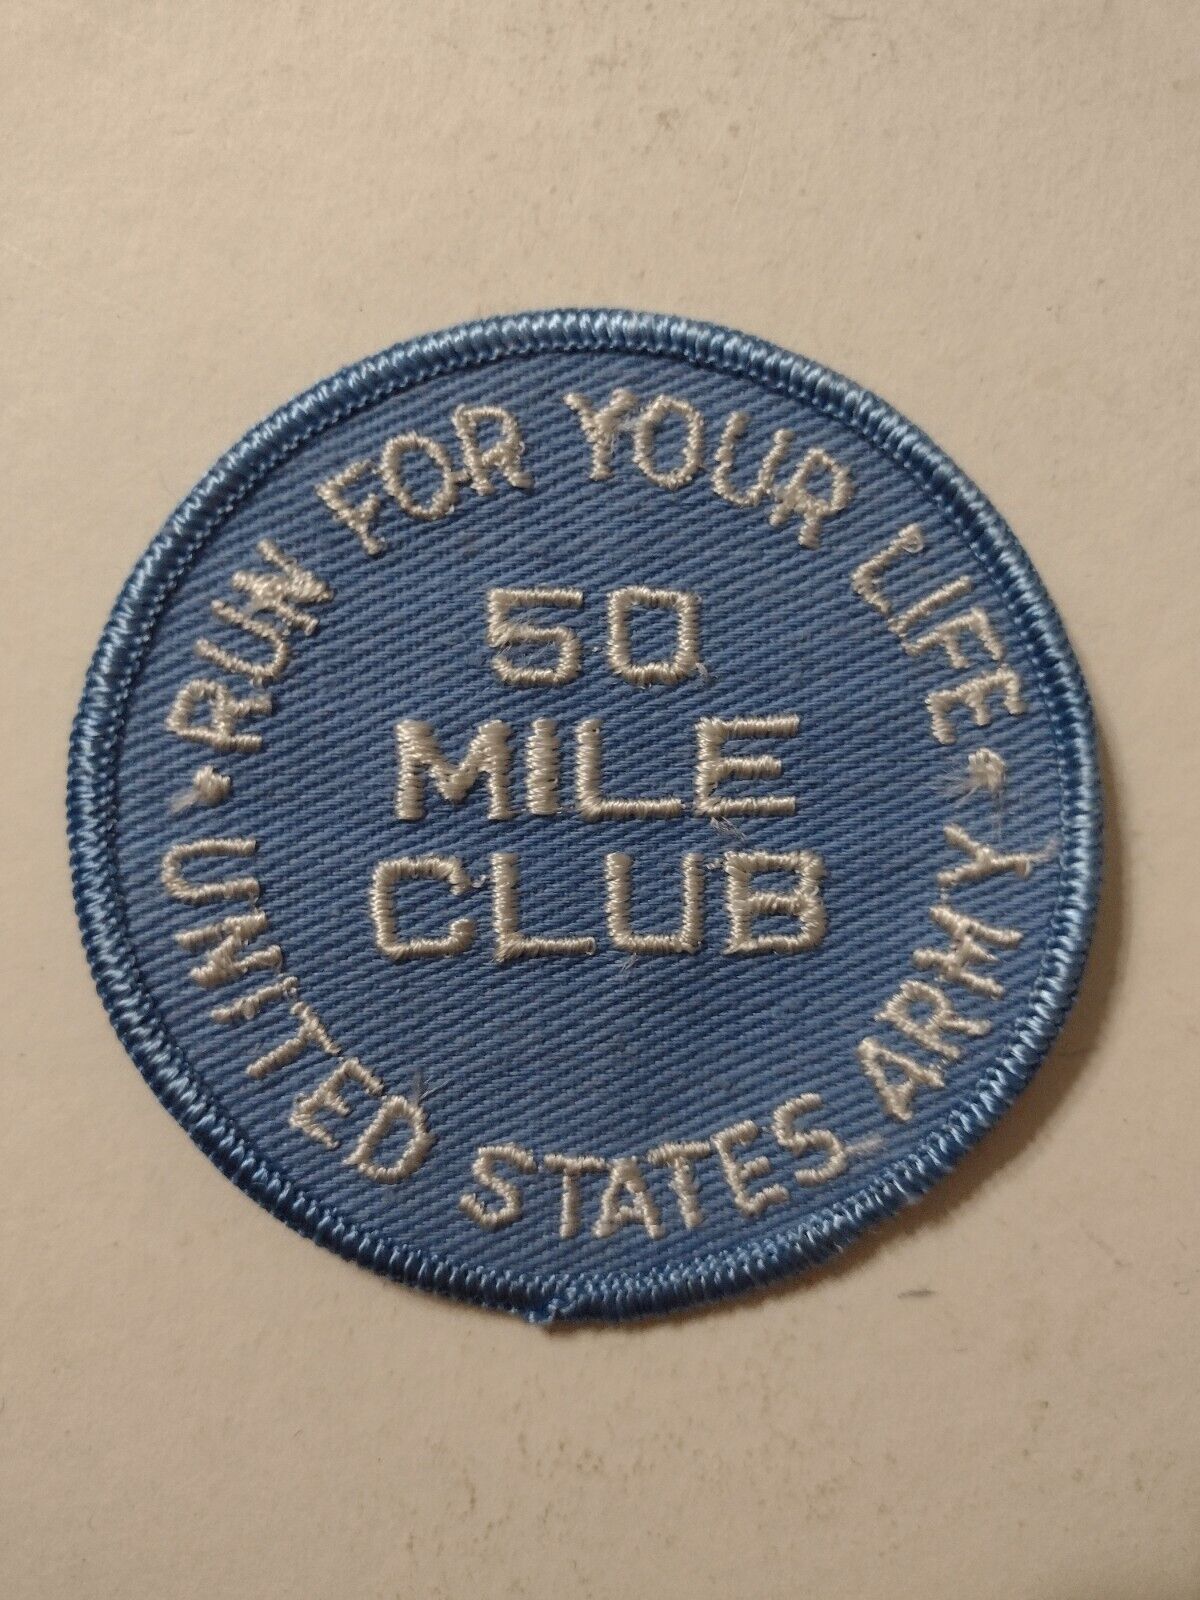 RUN FOR YOUR LIFE
50
MILE
CLUB
UNITED STATES ARMY